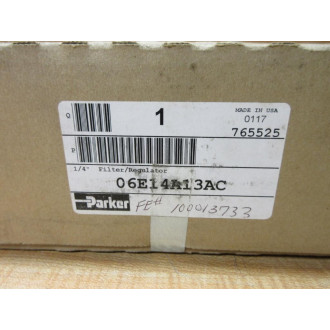 Q 1 MADE IN USA
0117
765525
P
1/4" Filter/Regulator
06E14A13AC
Parker FE# 100013733